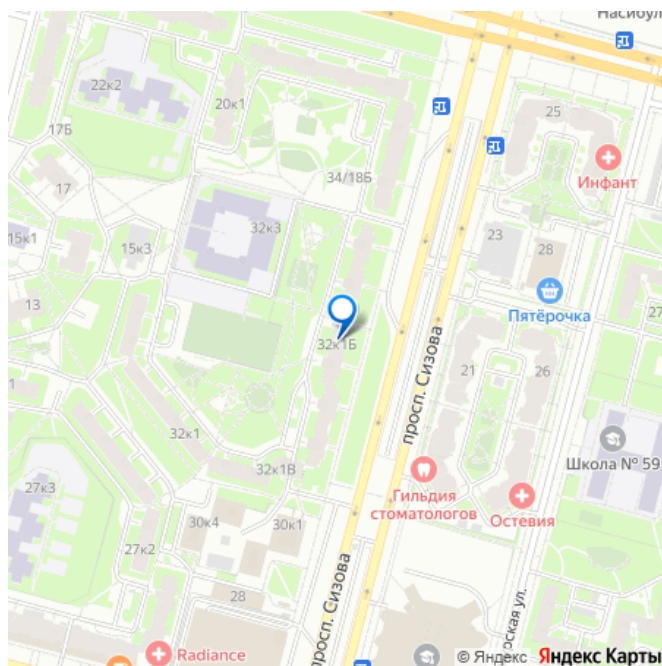 Насибул
22к2
20к1
25
17Б
Инфант
34/18Б
17
32к3
23
28
15к1
15к3
27
13
Пятёрочка
32к1Б
просп. Сизова
21
26
32к1
Школа № 59
32к1В
Гильдия
стоматологов
27к3
Остевия
30к4
30к1
27к2
просп. Сизова
28
рская ул.
Radiance
© Яндекс Яндекс Карты